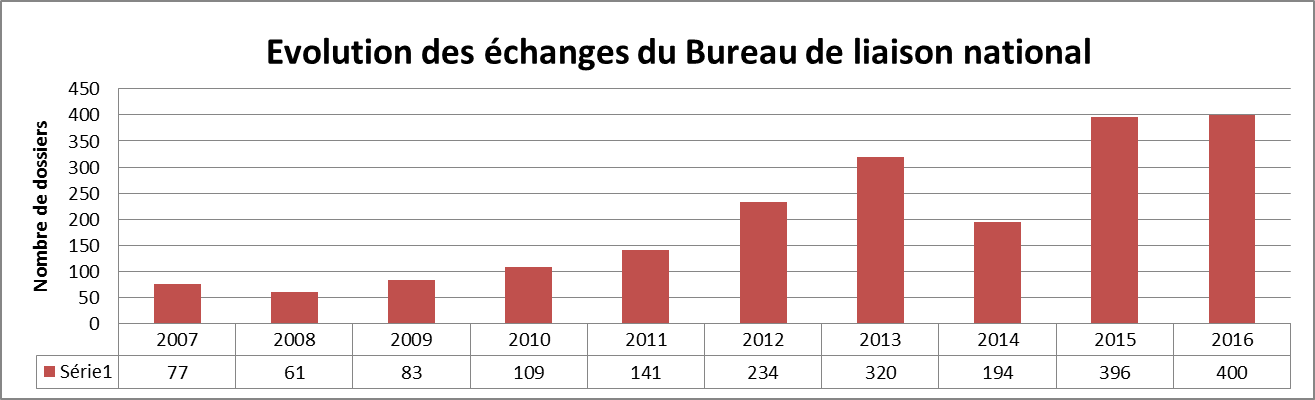 Evolution des échanges du Bureau de liaison national
Nombre de dossiers
450
400
350
300
250
200
150
100
50
0
2007 2008 2009 2010 2011 2012 2013 2014 2015 2016
Série1 77 61 83 109 141 234 320 194 396 400